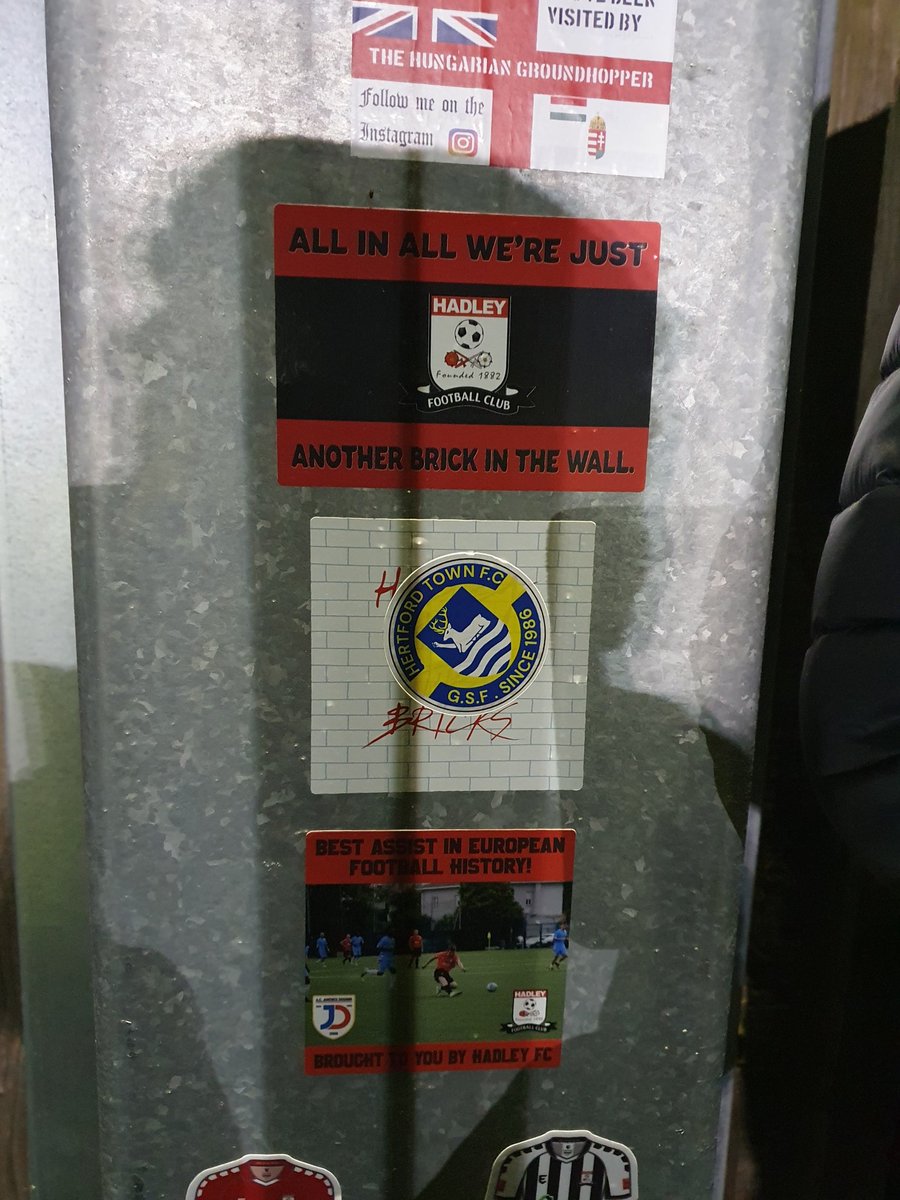 VISITED BY
THE HUNGARIAN GROUNDHOPPER
Follow me on the
Instagram
ALL IN ALL WE'RE JUST
HADLEY
Founded 1882
FOOTBALL CLUB
ANOTHER BRICK IN THE WALL.
H
HERTFORD TOWN F.C
G.S.F. SINCE 1986
BRICKS
BEST ASSIST IN EUROPEAN
FOOTBALL HISTORY!
JD
HADLEY
FOOTBALL CLUB
BROUGHT TO YOU BY HADLEY FC